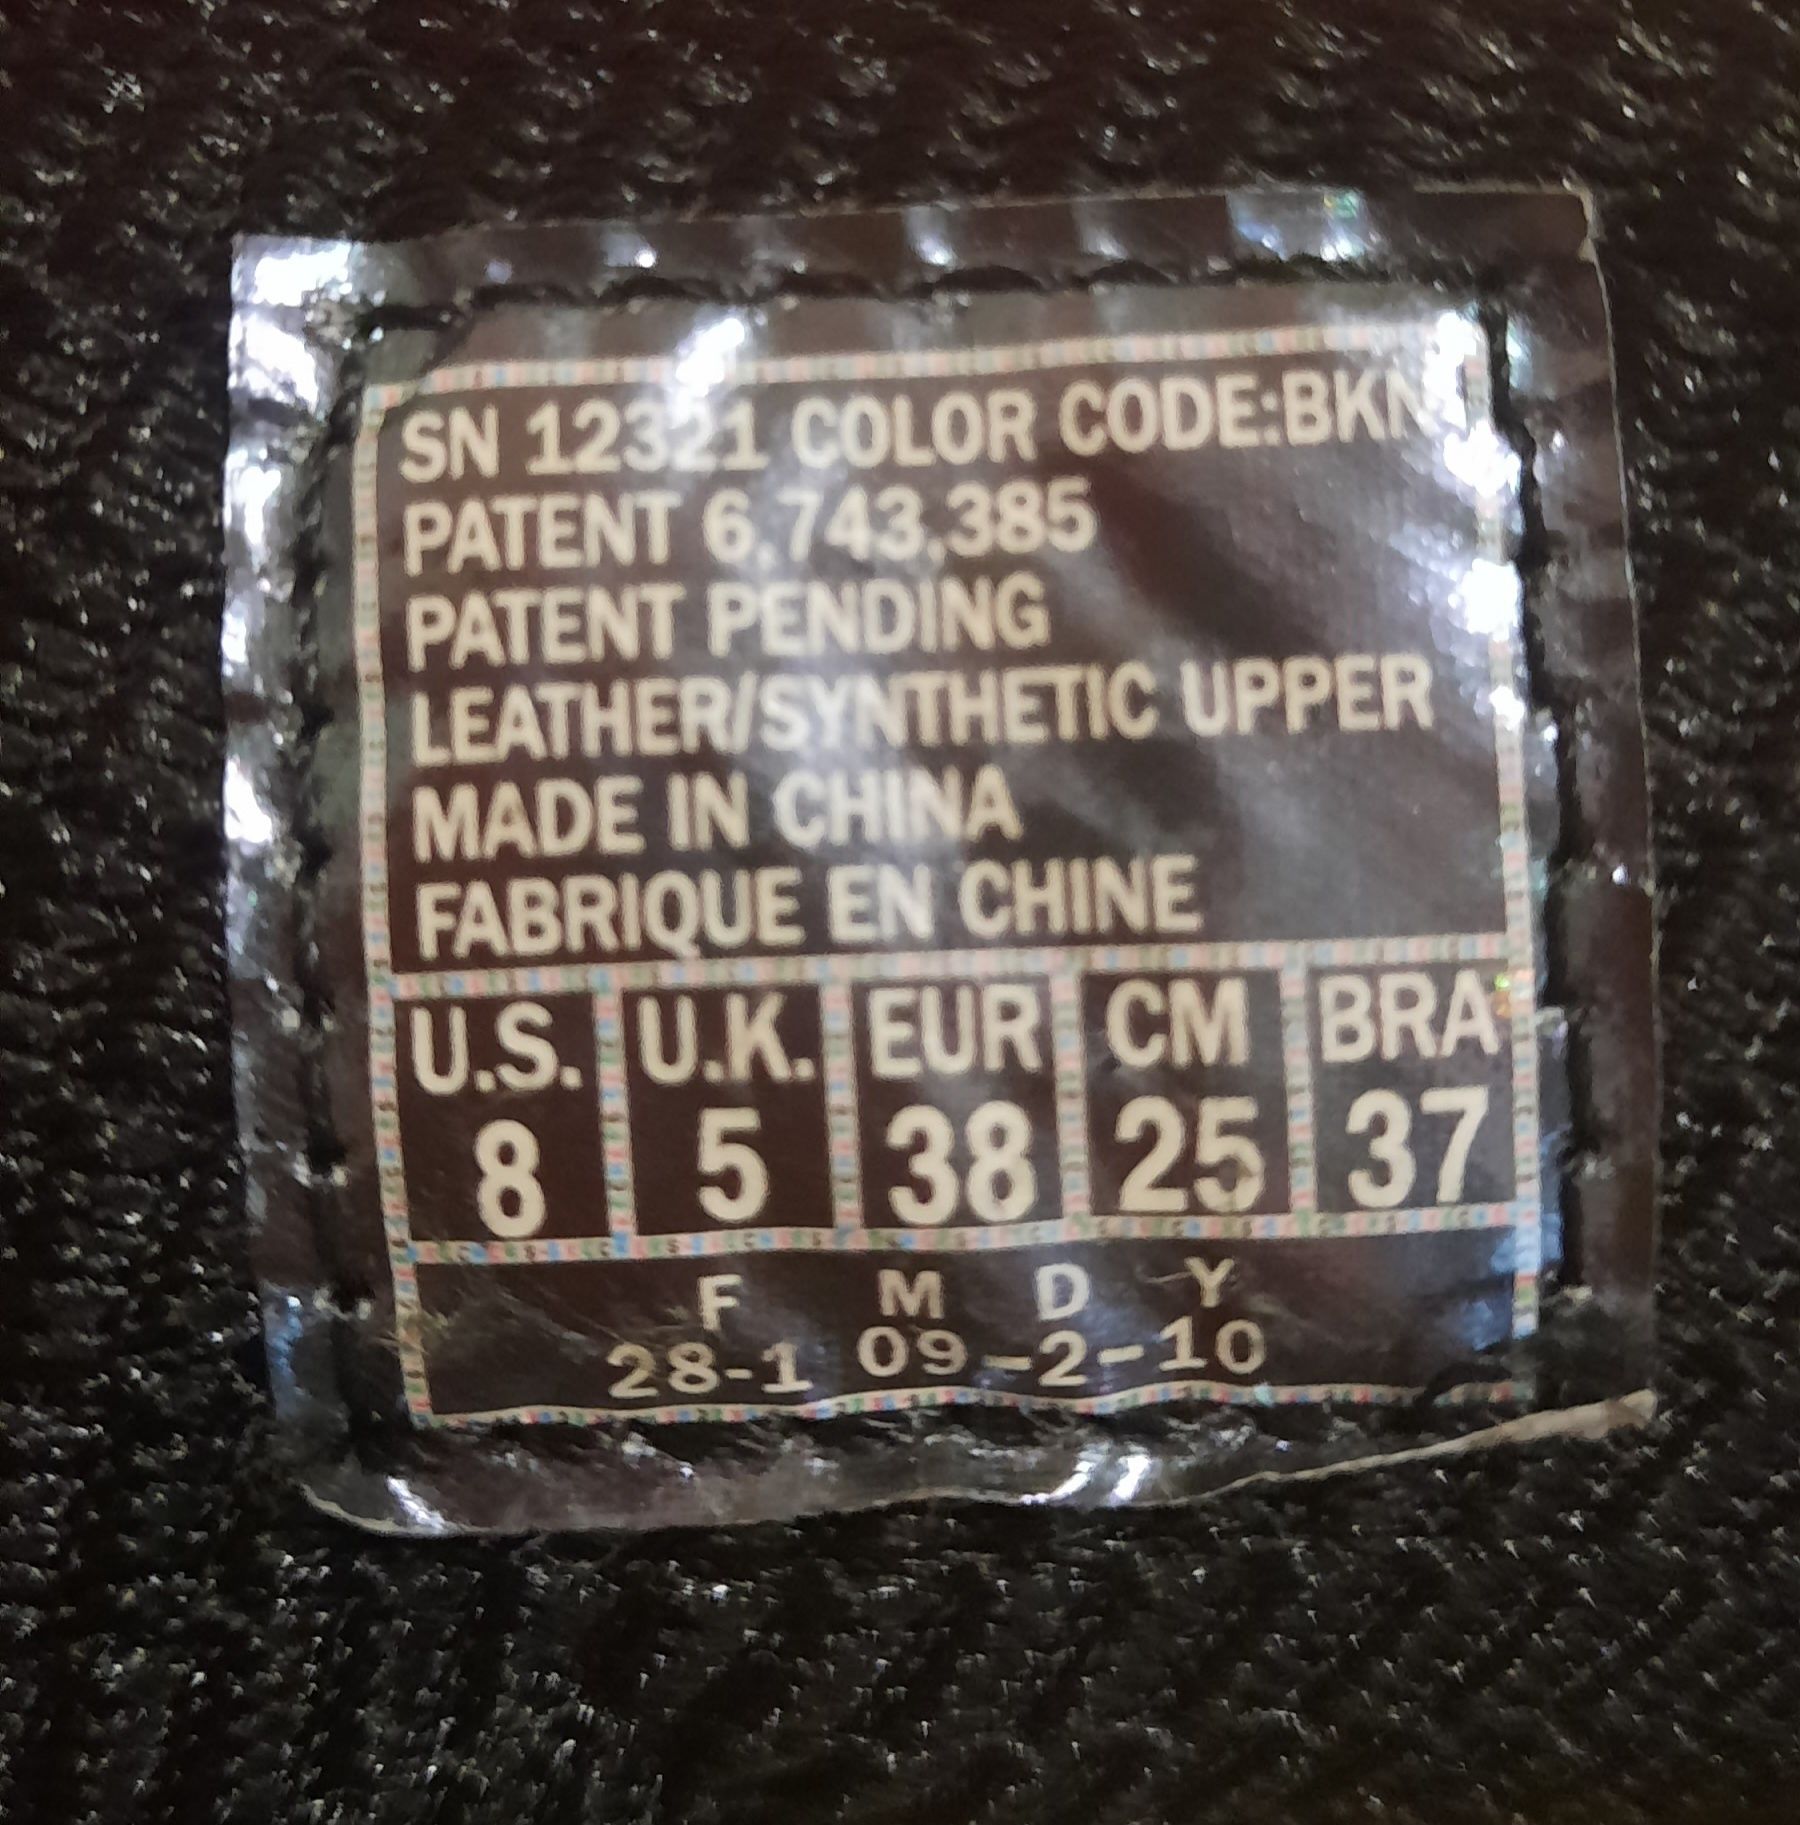 SN 12321 COLOR CODE:BKN
PATENT 6,743,385
PATENT PENDING
LEATHER/SYNTHETIC UPPER
MADE IN CHINA
FABRIQUE EN CHINE
U.S. U.K. EUR CM BRA
8 5 38 25 37
F M D Y
28-1 09-2-10